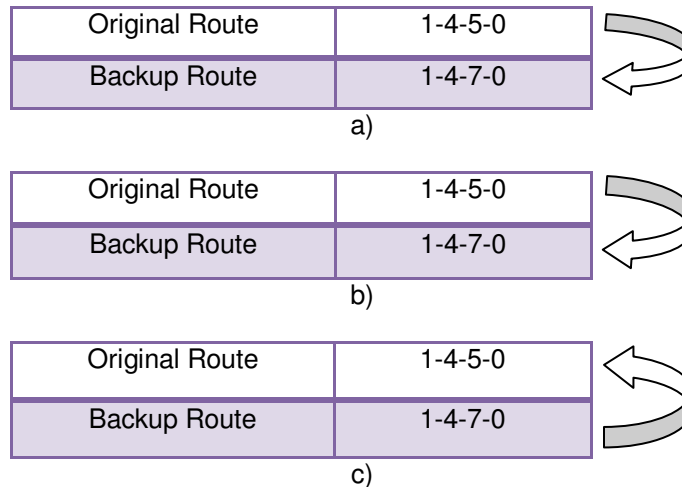 Original Route 1-4-5-0
Backup Route 1-4-7-0
a)
Original Route 1-4-5-0
Backup Route 1-4-7-0
b)
Original Route 1-4-5-0
Backup Route 1-4-7-0
c)